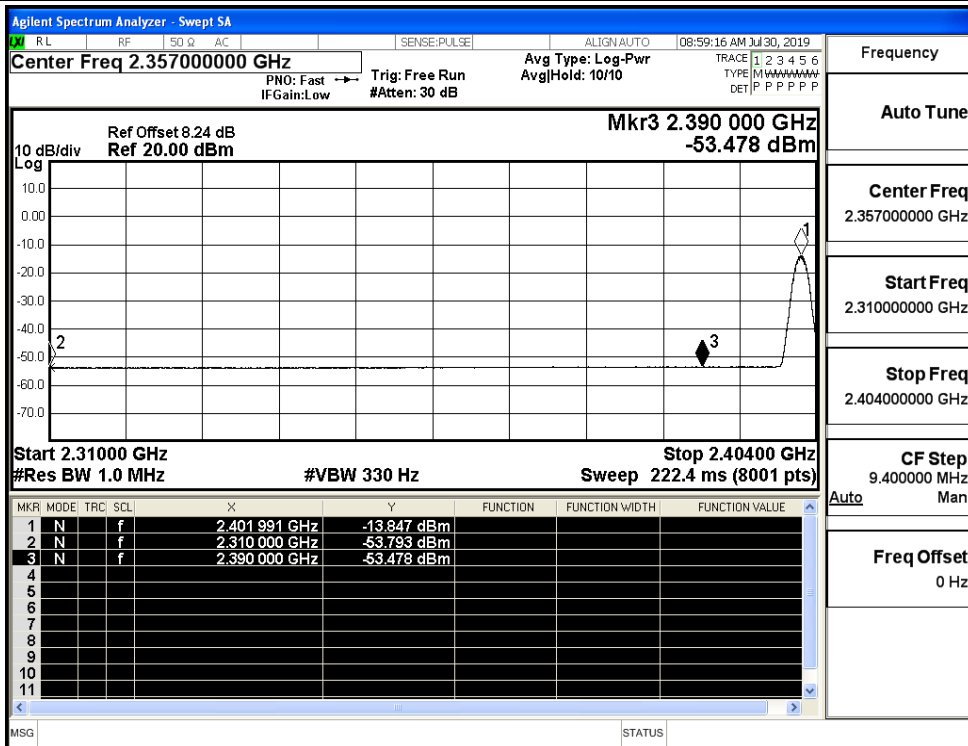 Agilent Spectrum Analyzer - Swept SA
LXI RL RF 50 Ω AC SENSE:PULSE ALIGN AUTO 08:59:16 AM Jul 30, 2019
Center Freq 2.357000000 GHz
PNO: Fast
IFGain:Low
Trig: Free Run
#Atten: 30 dB
Avg Type: Log-Pwr
Avg|Hold: 10/10
TRACE 1 2 3 4 5 6
TYPE M WWWWW
DET P P P P P P
Mkr3 2.390 000 GHz
-53.478 dBm
Ref Offset 8.24 dB
10 dB/div Ref 20.00 dBm
Log
10.0
0.00
-10.0
-20.0
-30.0
-40.0
-50.0
-60.0
-70.0
1
2
3
Start 2.31000 GHz Stop 2.40400 GHz
#Res BW 1.0 MHz #VBW 330 Hz Sweep 222.4 ms (8001 pts)
MKR MODE TRC SCL X Y FUNCTION FUNCTION WIDTH FUNCTION VALUE
1 N f 2.401 991 GHz -13.847 dBm
2 N f 2.310 000 GHz -53.793 dBm
3 N f 2.390 000 GHz -53.478 dBm
4
5
6
7
8
9
10
11
MSG STATUS
Frequency
Auto Tune
Center Freq
2.357000000 GHz
Start Freq
2.310000000 GHz
Stop Freq
2.404000000 GHz
CF Step
9.400000 MHz
Auto Man
Freq Offset
0 Hz